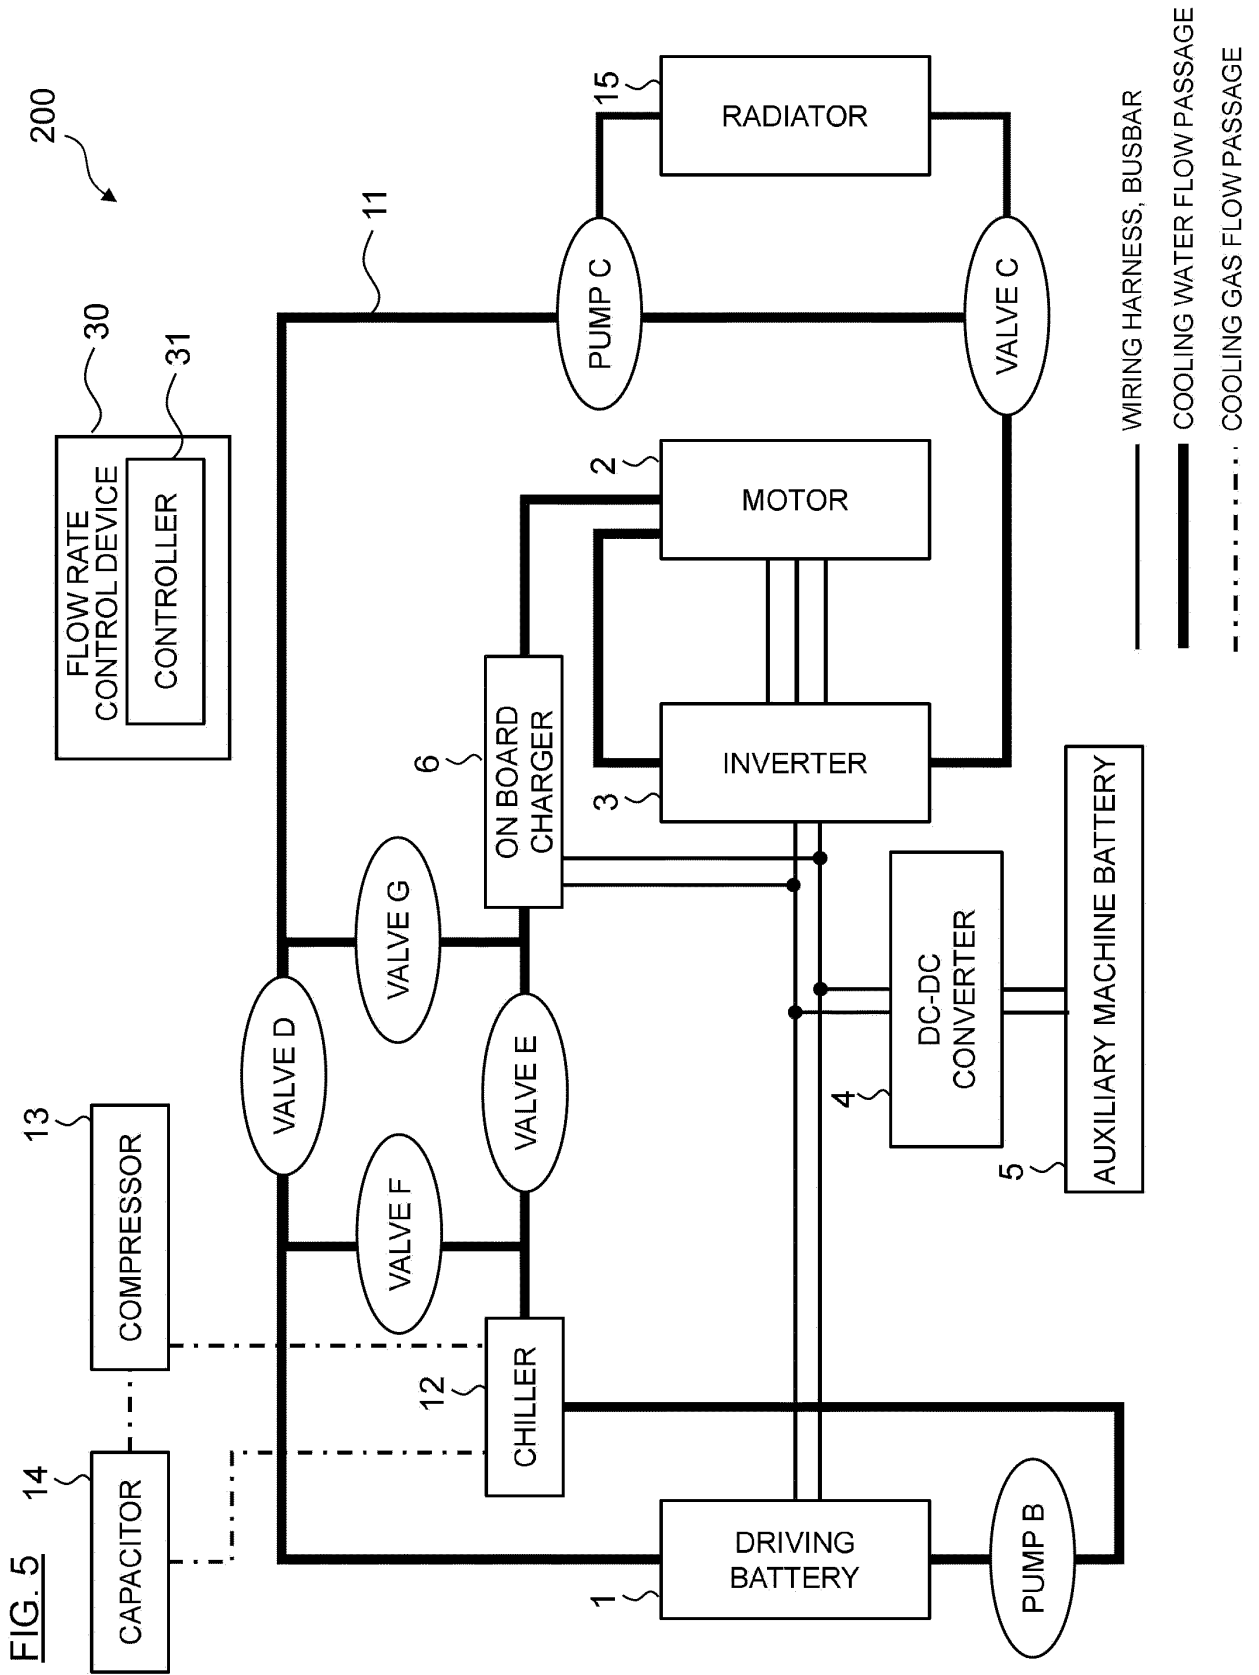 FIG. 5
200
14
CAPACITOR
13
COMPRESSOR
30
FLOW RATE
CONTROL DEVICE
31
CONTROLLER
11
VALVE D
VALVE F
VALVE G
12
CHILLER
VALVE E
6
ON BOARD
CHARGER
PUMP C
15
RADIATOR
1
DRIVING
BATTERY
3
INVERTER
2
MOTOR
4
DC-DC
CONVERTER
VALVE C
PUMP B
5
AUXILIARY MACHINE BATTERY
WIRING HARNESS, BUSBAR
COOLING WATER FLOW PASSAGE
COOLING GAS FLOW PASSAGE